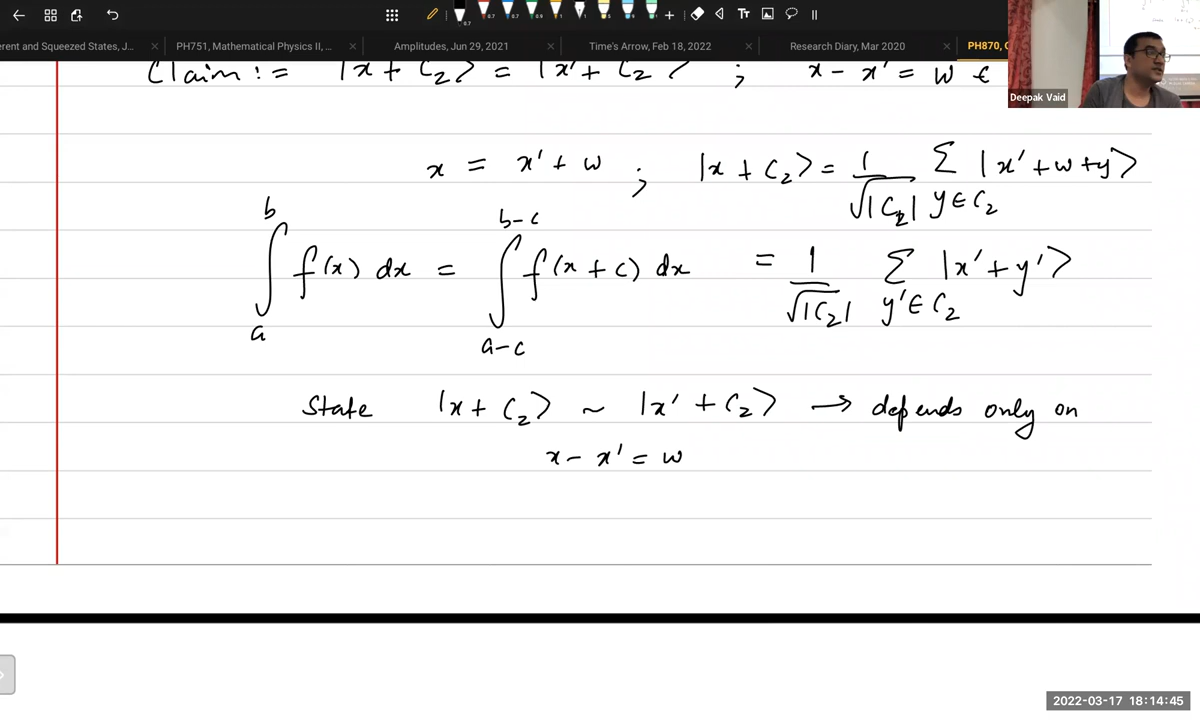 erent and Squeezed States, J... × PH751, Mathematical Physics II, ... × Amplitudes, Jun 29, 2021 × Time's Arrow, Feb 18, 2022 × Research Diary, Mar 2020 × PH870,
Deepak Vaid
Claim := |x + C₂> = |x' + C₂> ; x - x' = w ∈
x = x' + w ; |x + C₂> = 1/√|C₂| Σ_{y∈C₂} |x' + w + y>
∫_a^b f(x) dx = ∫_{a-c}^{b-c} f(x + c) dx = 1/√|C₂| Σ_{y'∈C₂} |x' + y'>
State |x + C₂> ~ |x' + C₂> → depends only on
x - x' = w
2022-03-17 18:14:45